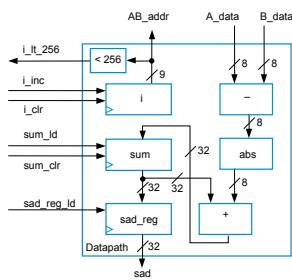 AB_addr A_data B_data
i_lt_256
< 256
9 8 8
i_inc
i_clr
i
–
8
sum_ld
sum_clr
sum
32
abs
32 32 8
sad_reg_ld
sad_reg
+
Datapath 32
sad